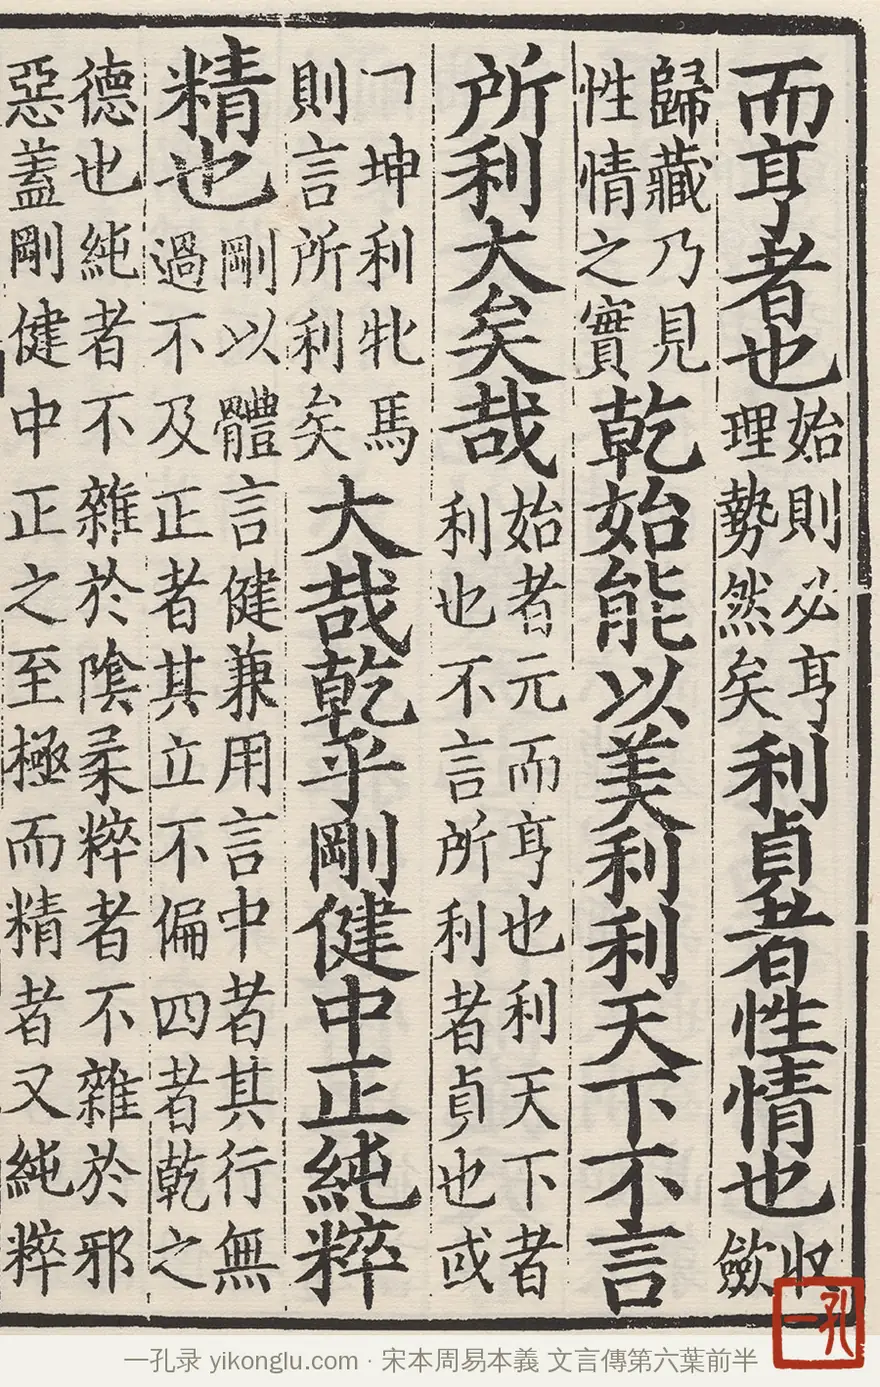 而亨者也始則必亨理勢然矣利貞者性情也収歛
歸藏乃見性情之實乾始能以美利利天下不言
所利大矣哉始者元而亨也利天下者利也不言所利者貞也或
曰坤利牝馬則言所利矣大哉乾乎剛健中正純粹
精也剛以體言健兼用言中者其行無過不及正者其立不偏四者乾之
德也純者不雜於陰柔粹者不雜於邪惡蓋剛健中正之至極而精者又純粹
一孔
一孔录 yikonglu.com · 宋本周易本義 文言傳第六葉前半